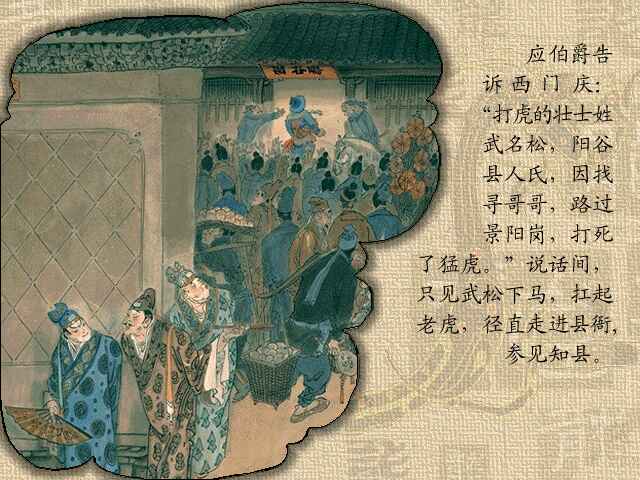 应伯爵告
诉西门庆：
“打虎的壮士姓
武名松，阳谷
县人氏，因找
寻哥哥，路过
景阳岗，打死
了猛虎。”说话间，
只见武松下马，扛起
老虎，径直走进县衙，
参见知县。